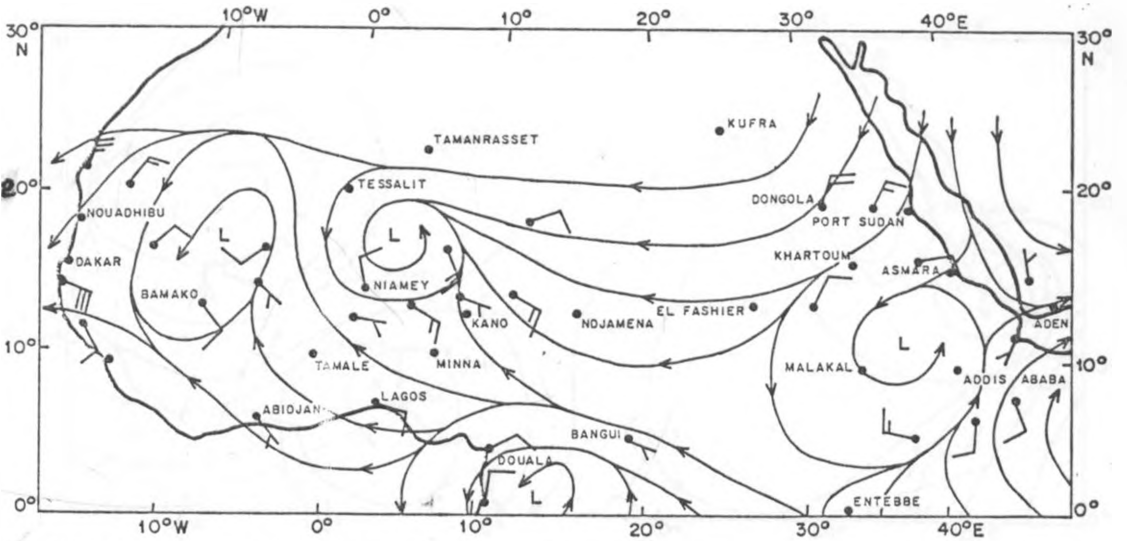 10°W 0° 10° 20° 30° 40°E
30° N 30° N
KUFRA
TAMANRASSET
TESSALIT
20° DONGOLA 20°
NOUADHIBU PORT SUDAN
L L
KHARTOUM
DAKAR ASMARA
NIAMEY
BAMAKO
KANO NDJAMENA EL FASHIER
ADEN
L
10° 10°
TAMALE MINNA MALAKAL ADDIS ABABA
LAGOS
ABIDJAN
BANGUI
DOUALA
L
ENTEBBE
0° 0°
10°W 0° 10° 20° 30° 40°E